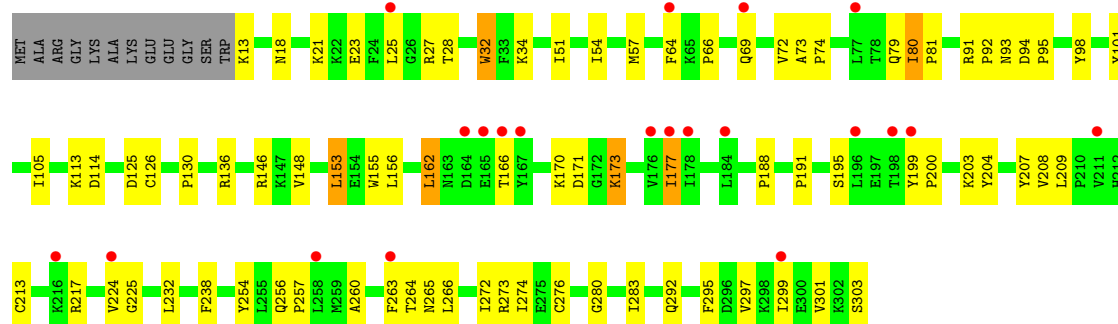 MET ALA ARG GLY LYS ALA LYS GLU GLU GLY SER TRP K13 N18 K21 K22 E23 F24 L25 G26 R27 T28 W32 F33 K34 I51 I54 M57 F64 K65 P66 Q69 V72 A73 P74 L77 T78 Q79 I80 P81 R91 P92 N93 D94 P95 Y98 Y101
I105 K113 D114 D125 C126 P130 R136 R146 K147 V148 L153 E154 W155 L156 L162 N163 D164 E165 T166 Y167 K170 D171 G172 K173 V176 I177 I178 L184 P188 P191 S195 L196 E197 T198 Y199 P200 K203 Y204 Y207 V208 L209 P210 V211 H212
C213 K216 R217 V224 G225 L232 F238 Y254 L255 Q256 P257 L258 M259 A260 F263 T264 N265 L266 I272 R273 I274 E275 C276 G280 I283 Q292 F295 D296 V297 K298 I299 E300 V301 K302 S303